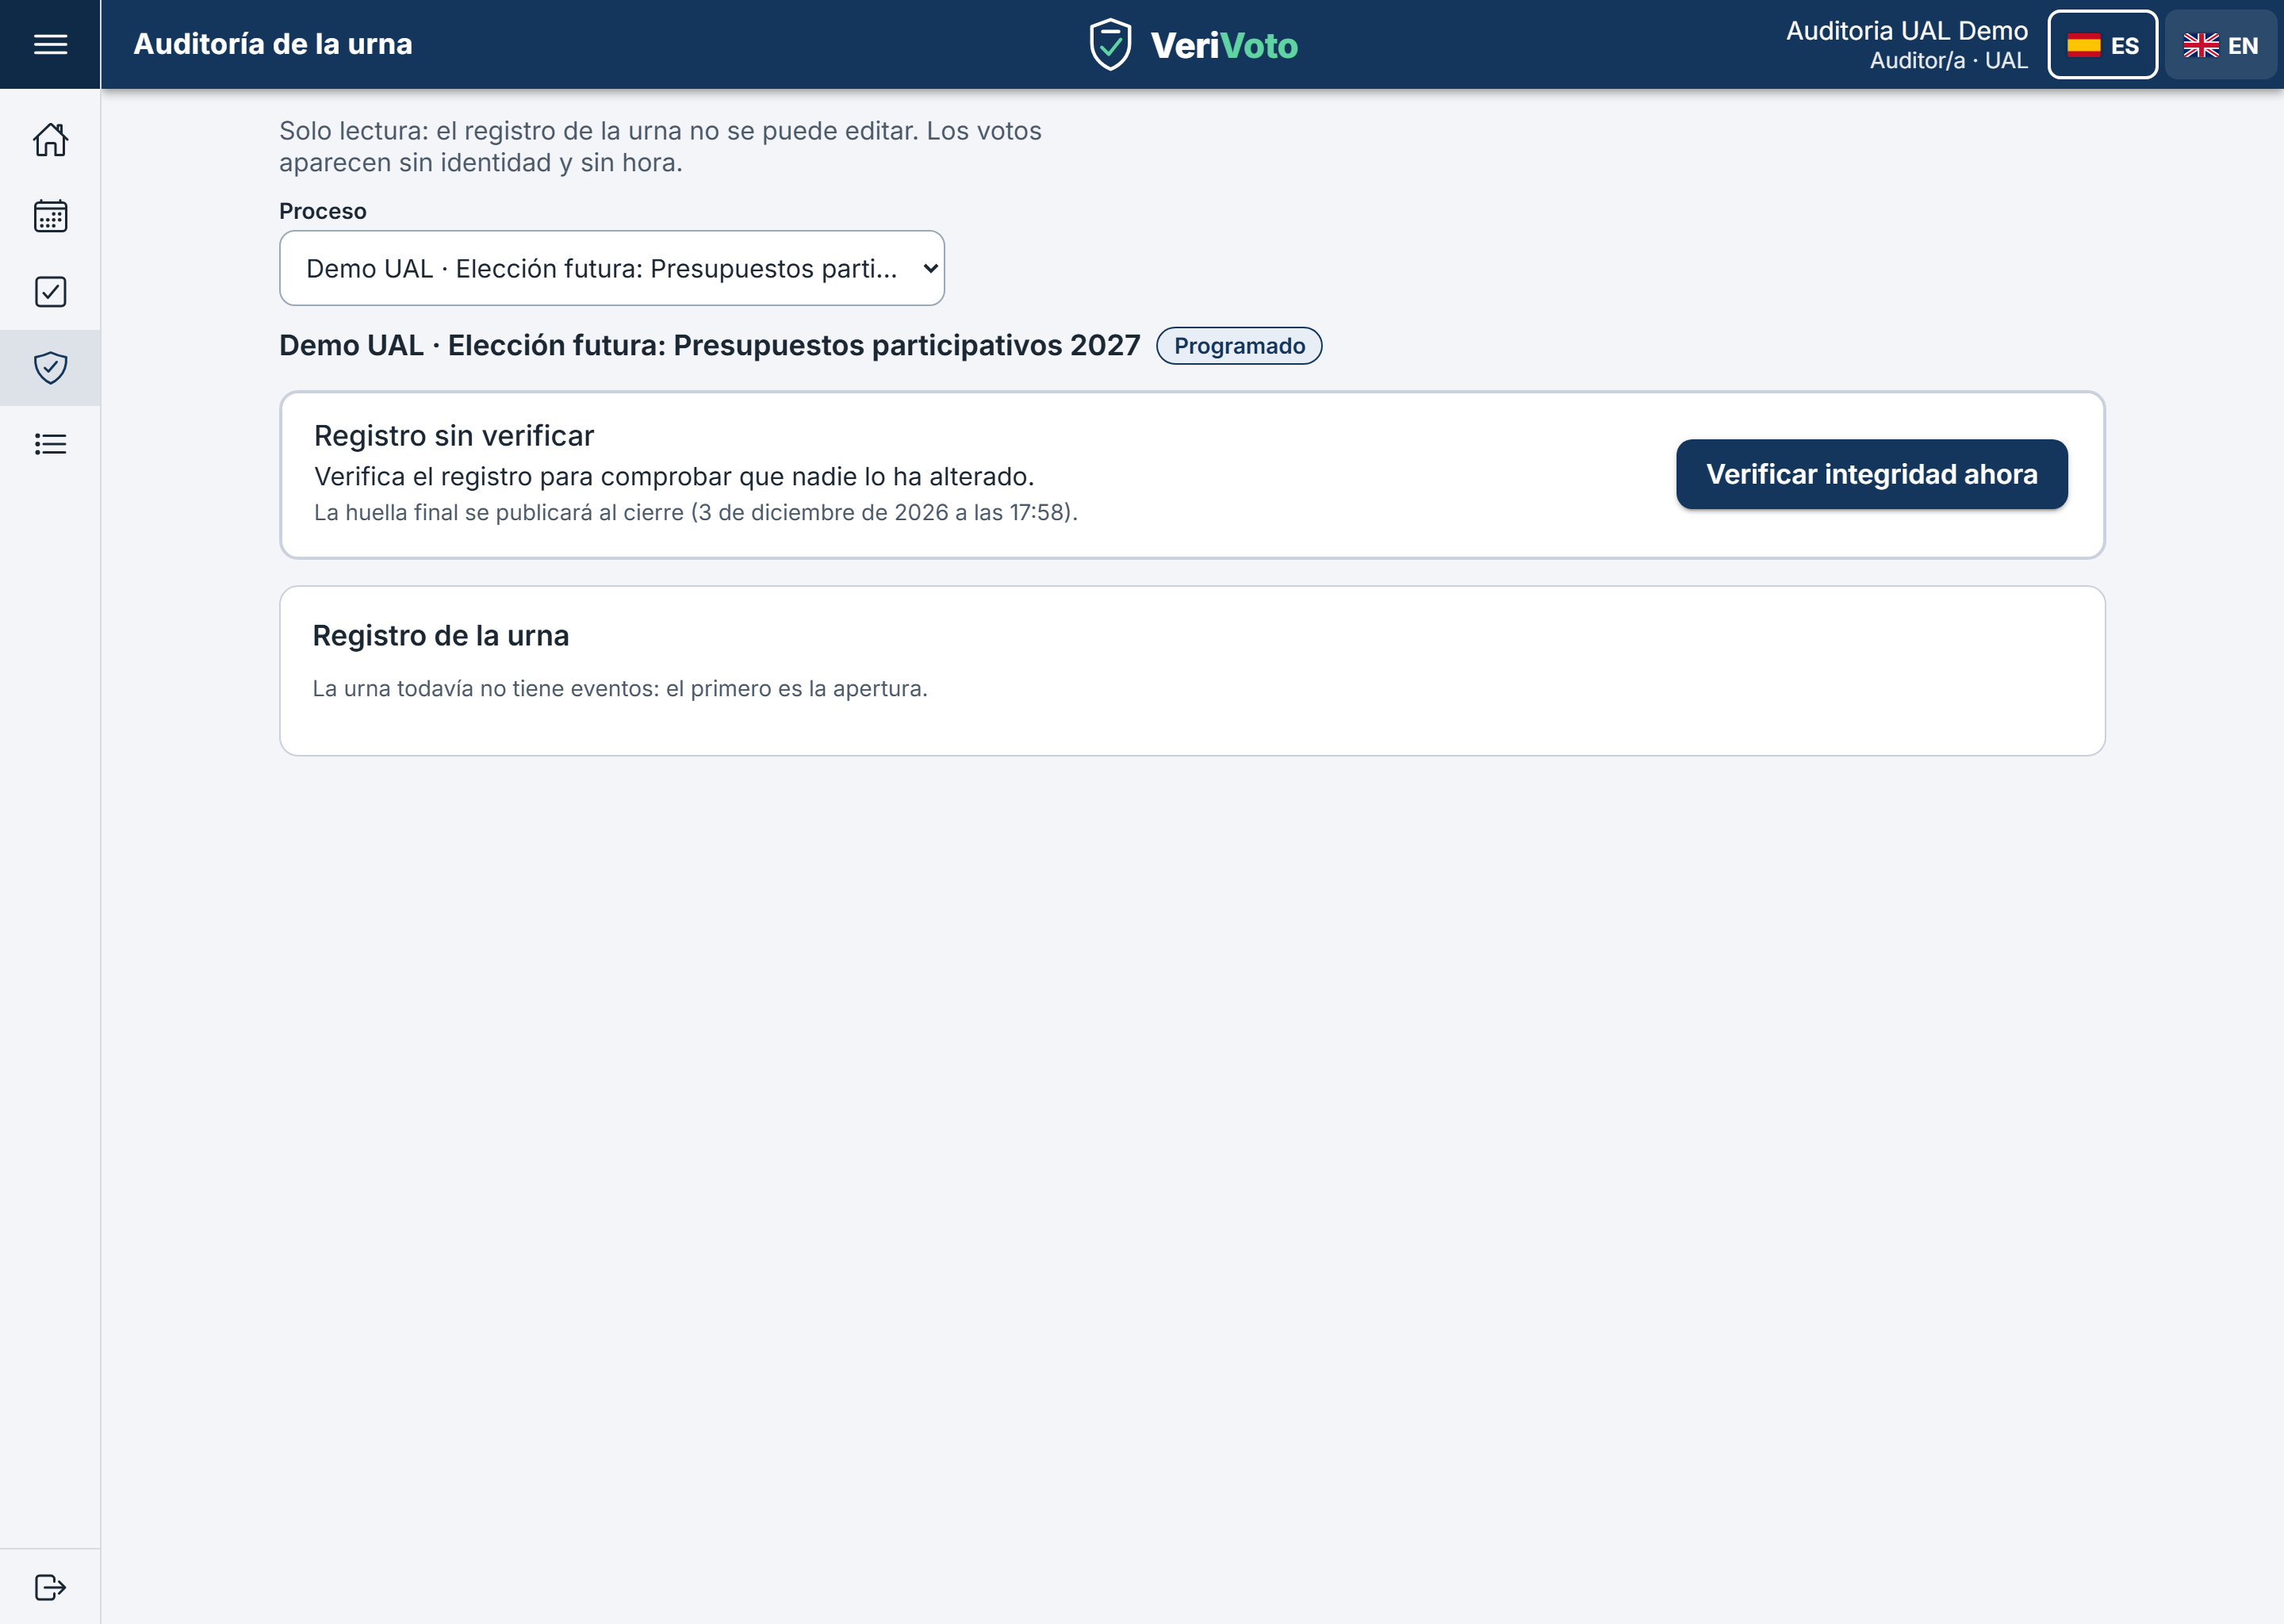 Auditoría de la urna
VeriVoto
Auditoria UAL Demo
Auditor/a · UAL
ES
EN
Solo lectura: el registro de la urna no se puede editar. Los votos
aparecen sin identidad y sin hora.
Proceso
Demo UAL · Elección futura: Presupuestos parti...
Demo UAL · Elección futura: Presupuestos participativos 2027
Programado
Registro sin verificar
Verifica el registro para comprobar que nadie lo ha alterado.
La huella final se publicará al cierre (3 de diciembre de 2026 a las 17:58).
Verificar integridad ahora
Registro de la urna
La urna todavía no tiene eventos: el primero es la apertura.